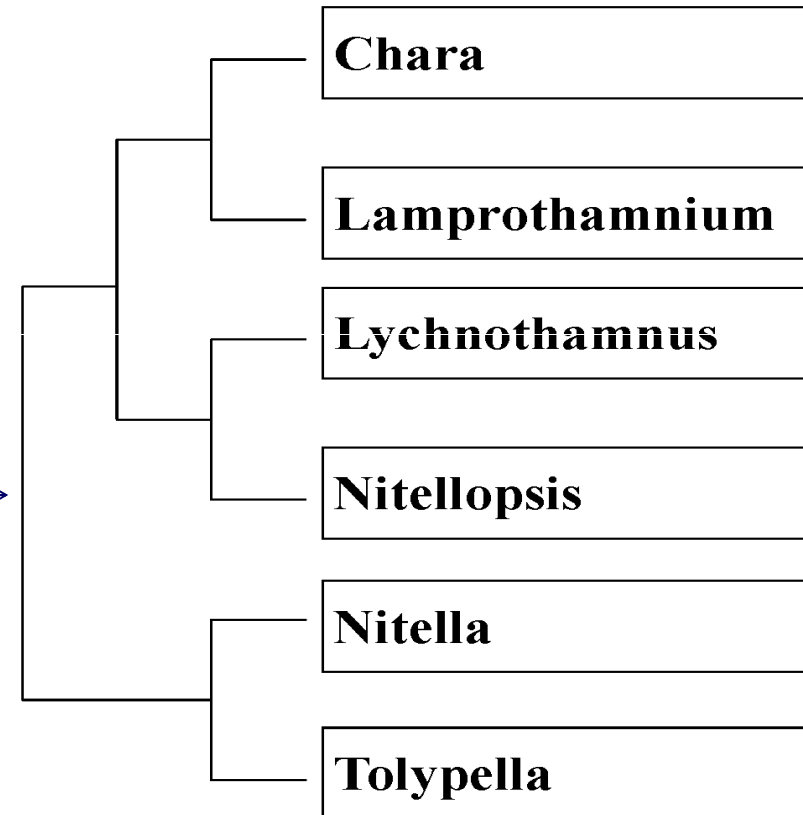 Chara
Lamprothamnium
Lychnothamnus
Nitellopsis
Nitella
Tolypella